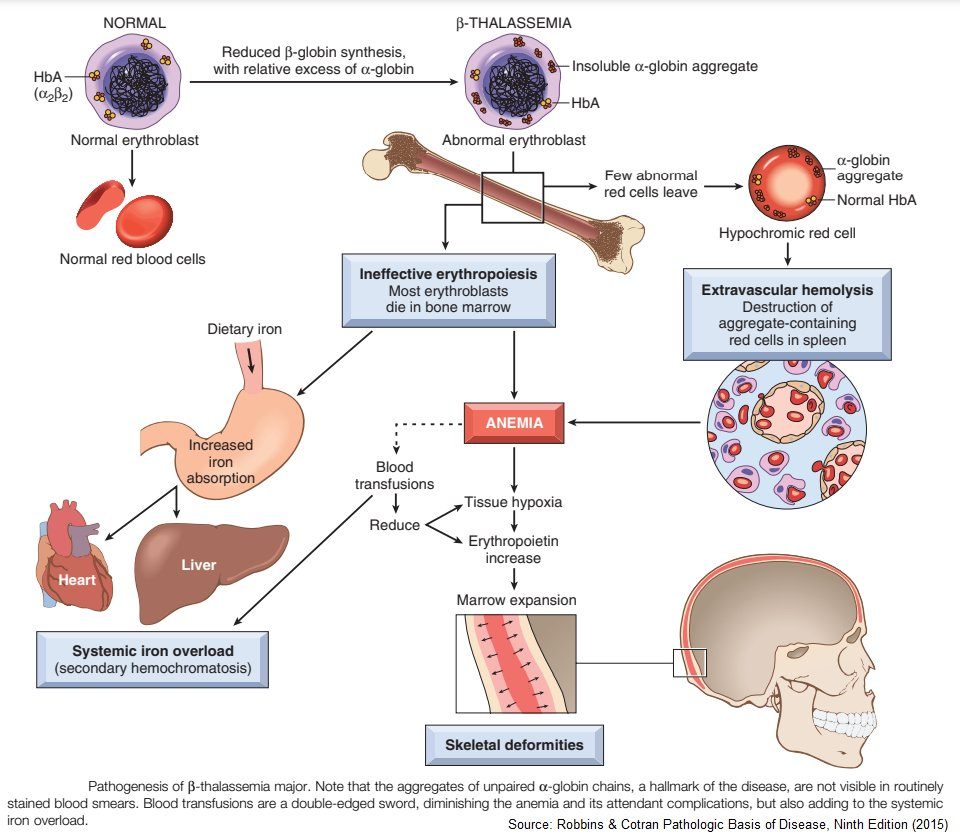 NORMAL
β-THALASSEMIA
Reduced β-globin synthesis,
with relative excess of α-globin
HbA
(α2β2)
Insoluble α-globin aggregate
HbA
Normal erythroblast
Abnormal erythroblast
Few abnormal
red cells leave
α-globin
aggregate
Normal HbA
Hypochromic red cell
Normal red blood cells
Ineffective erythropoiesis
Most erythroblasts
die in bone marrow
Extravascular hemolysis
Destruction of
aggregate-containing
red cells in spleen
Dietary iron
Increased
iron
absorption
ANEMIA
Blood
transfusions
Reduce
Tissue hypoxia
Erythropoietin
increase
Heart
Liver
Marrow expansion
Systemic iron overload
(secondary hemochromatosis)
Skeletal deformities
Pathogenesis of β-thalassemia major. Note that the aggregates of unpaired α-globin chains, a hallmark of the disease, are not visible in routinely
stained blood smears. Blood transfusions are a double-edged sword, diminishing the anemia and its attendant complications, but also adding to the systemic
iron overload.
Source: Robbins & Cotran Pathologic Basis of Disease, Ninth Edition (2015)